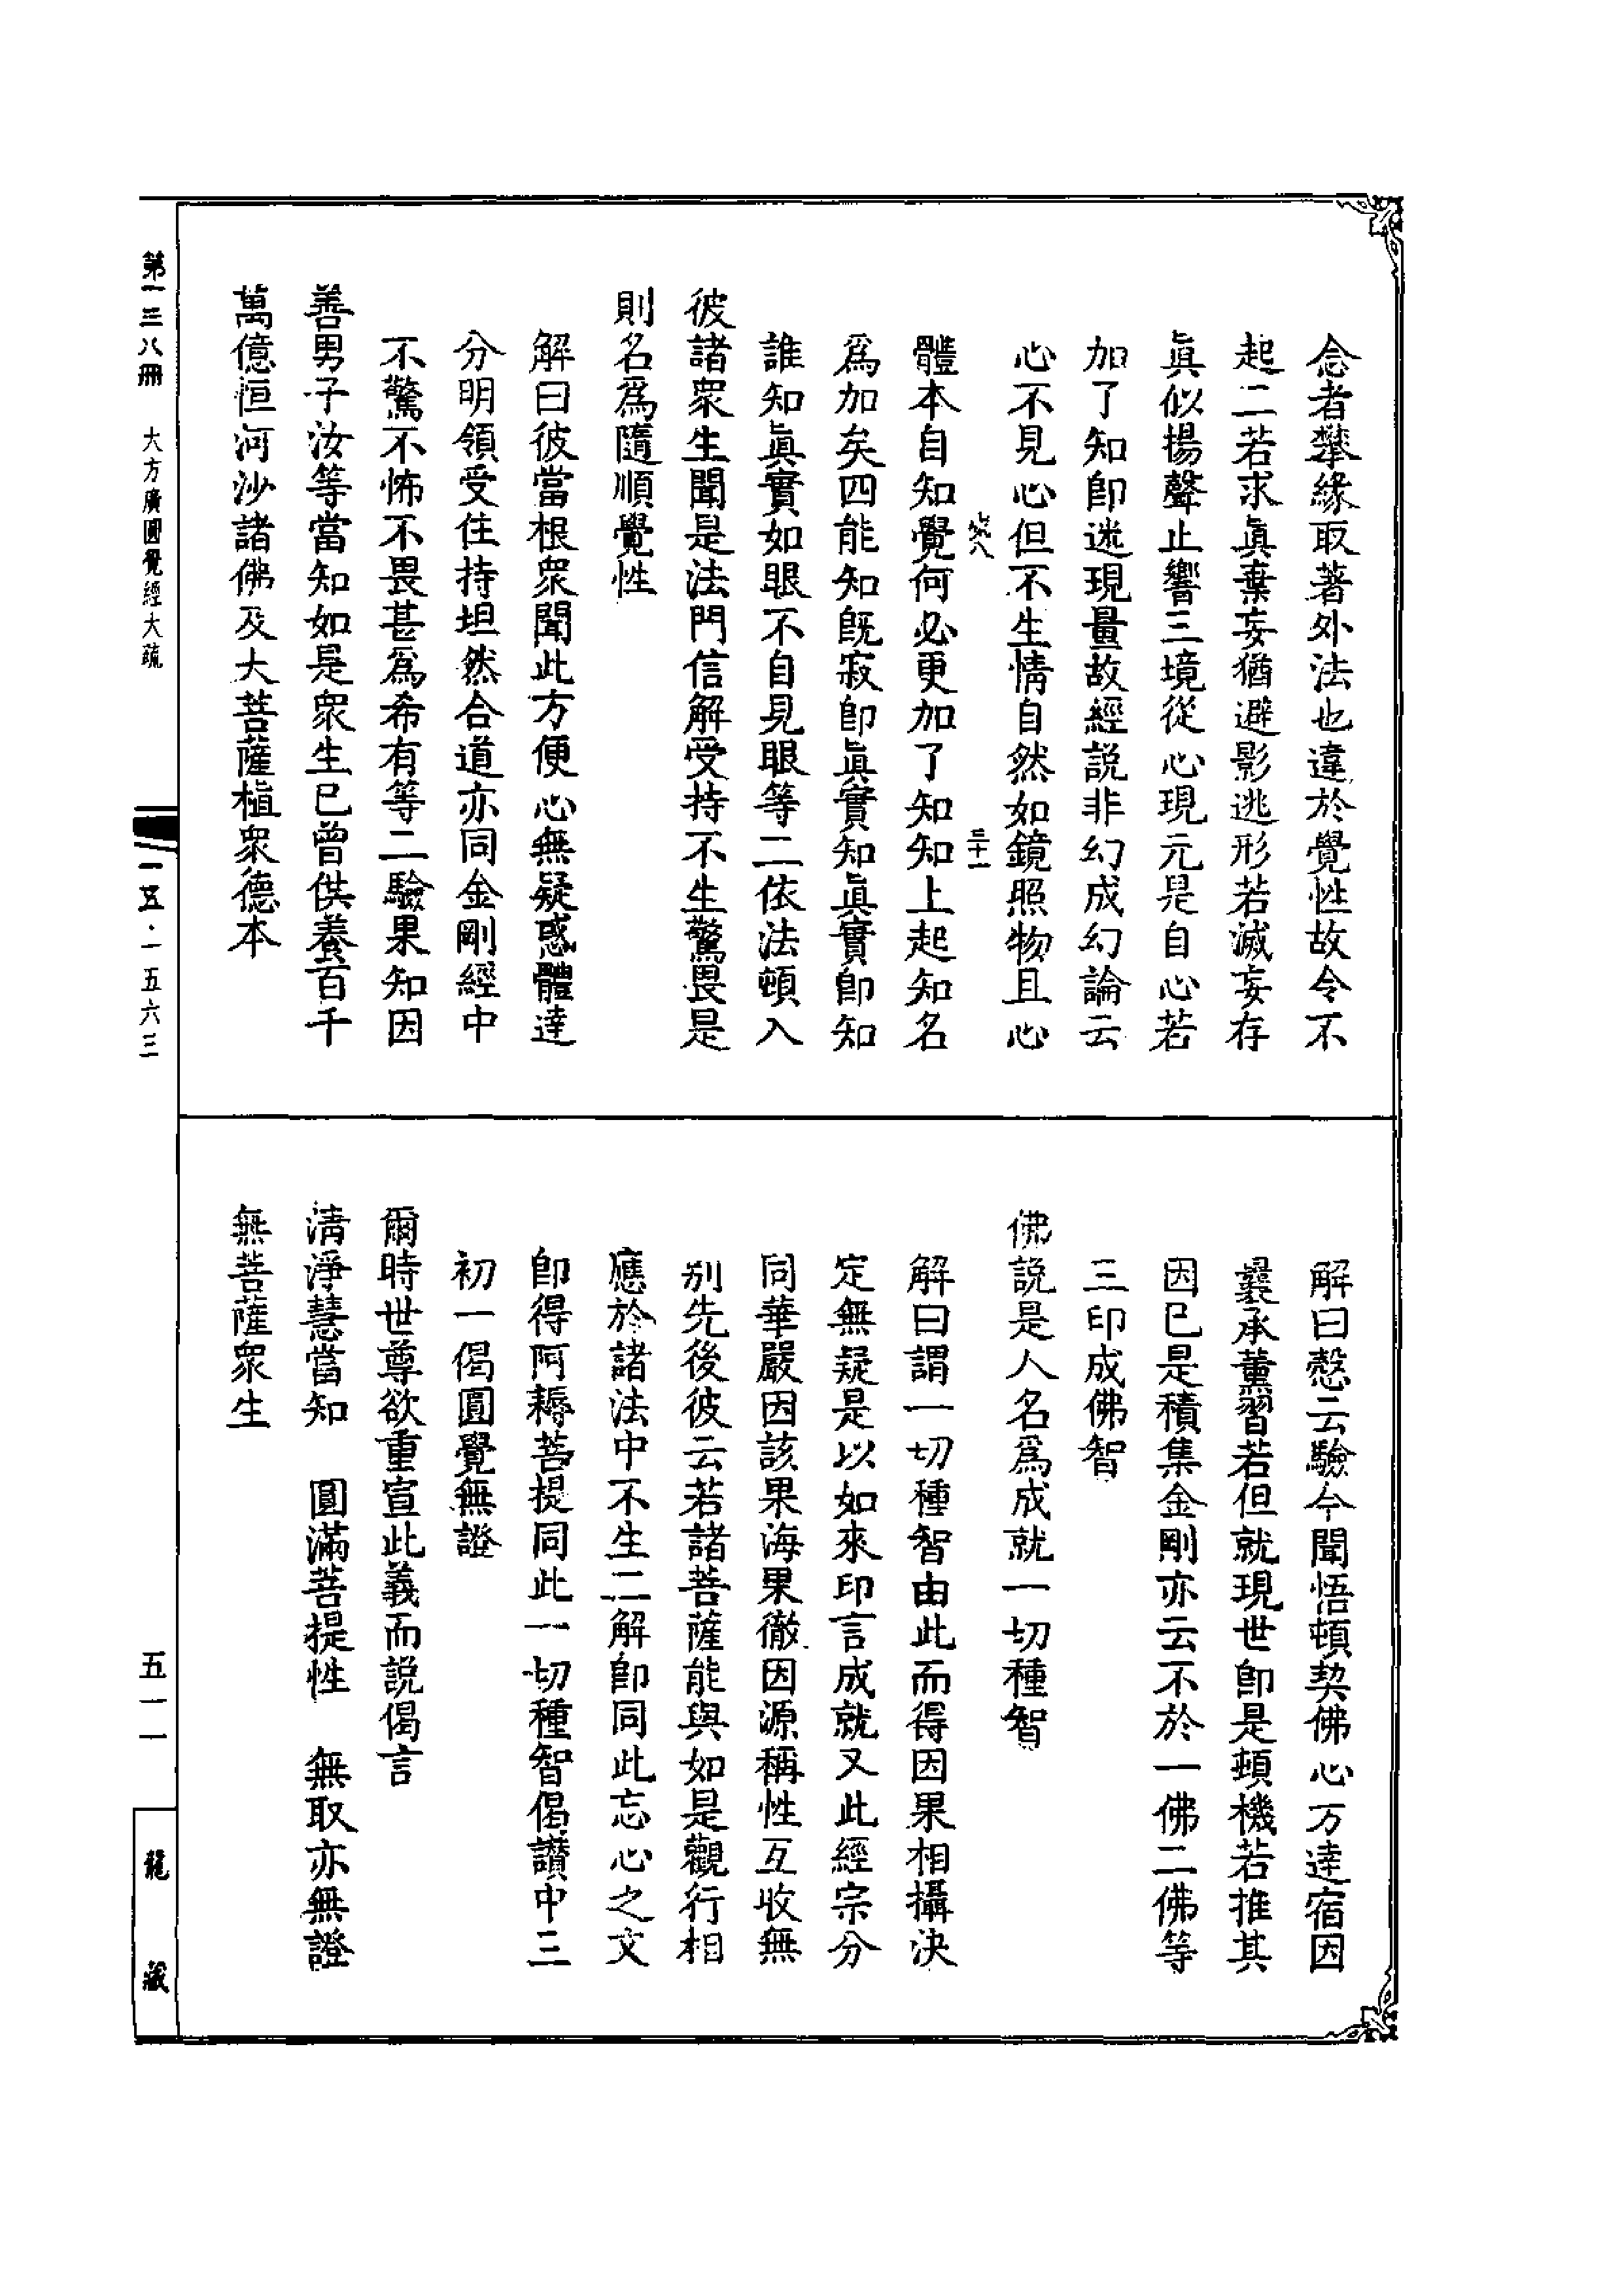 念者攀緣取著外法也違於覺性故令不
起二若求眞棄妄猶避影逃形若滅妄存
眞似揚聲止響三境從心現元是自心若
加了知卽迷現量故經説非幻成幻論云
心不見心但不生情自然如鏡照物且心
三十一
體本自知覺何必更加了知知上起知名
爲加矣四能知旣寂卽眞實知眞實卽知
誰知眞實如眼不自見眼等二依法頓入
彼諸衆生聞是法門信解受持不生驚畏是
則名爲隨順覺性
解曰彼當根衆聞此方便心無疑惑體達
分明領受住持坦然合道亦同金剛經中
不驚不怖不畏甚爲希有等二驗果知因
善男子汝等當知如是衆生已曾供養百千
萬億恒河沙諸佛及大菩薩植衆德本
解曰愨云驗今聞悟頓契佛心方達宿因
曩承薰習若但就現世卽是頓機若推其
因已是積集金剛亦云不於一佛二佛等
三印成佛智
佛説是人名爲成就一切種智
解曰謂一切種智由此而得因果相攝決
定無疑是以如來印言成就又此經宗分
同華嚴因該果海果徹因源稱性互收無
别先後彼云若諸菩薩能與如是觀行相
應於諸法中不生二解卽同此忘心之文
卽得阿耨菩提同此一切種智偈讚中三
初一偈圓覺無證
爾時世尊欲重宣此義而説偈言
清淨慧當知　圓滿菩提性　無取亦無證
無菩薩衆生
第一三八冊　大方廣圓覺經大疏
一五·一五六三
五一一
龍藏